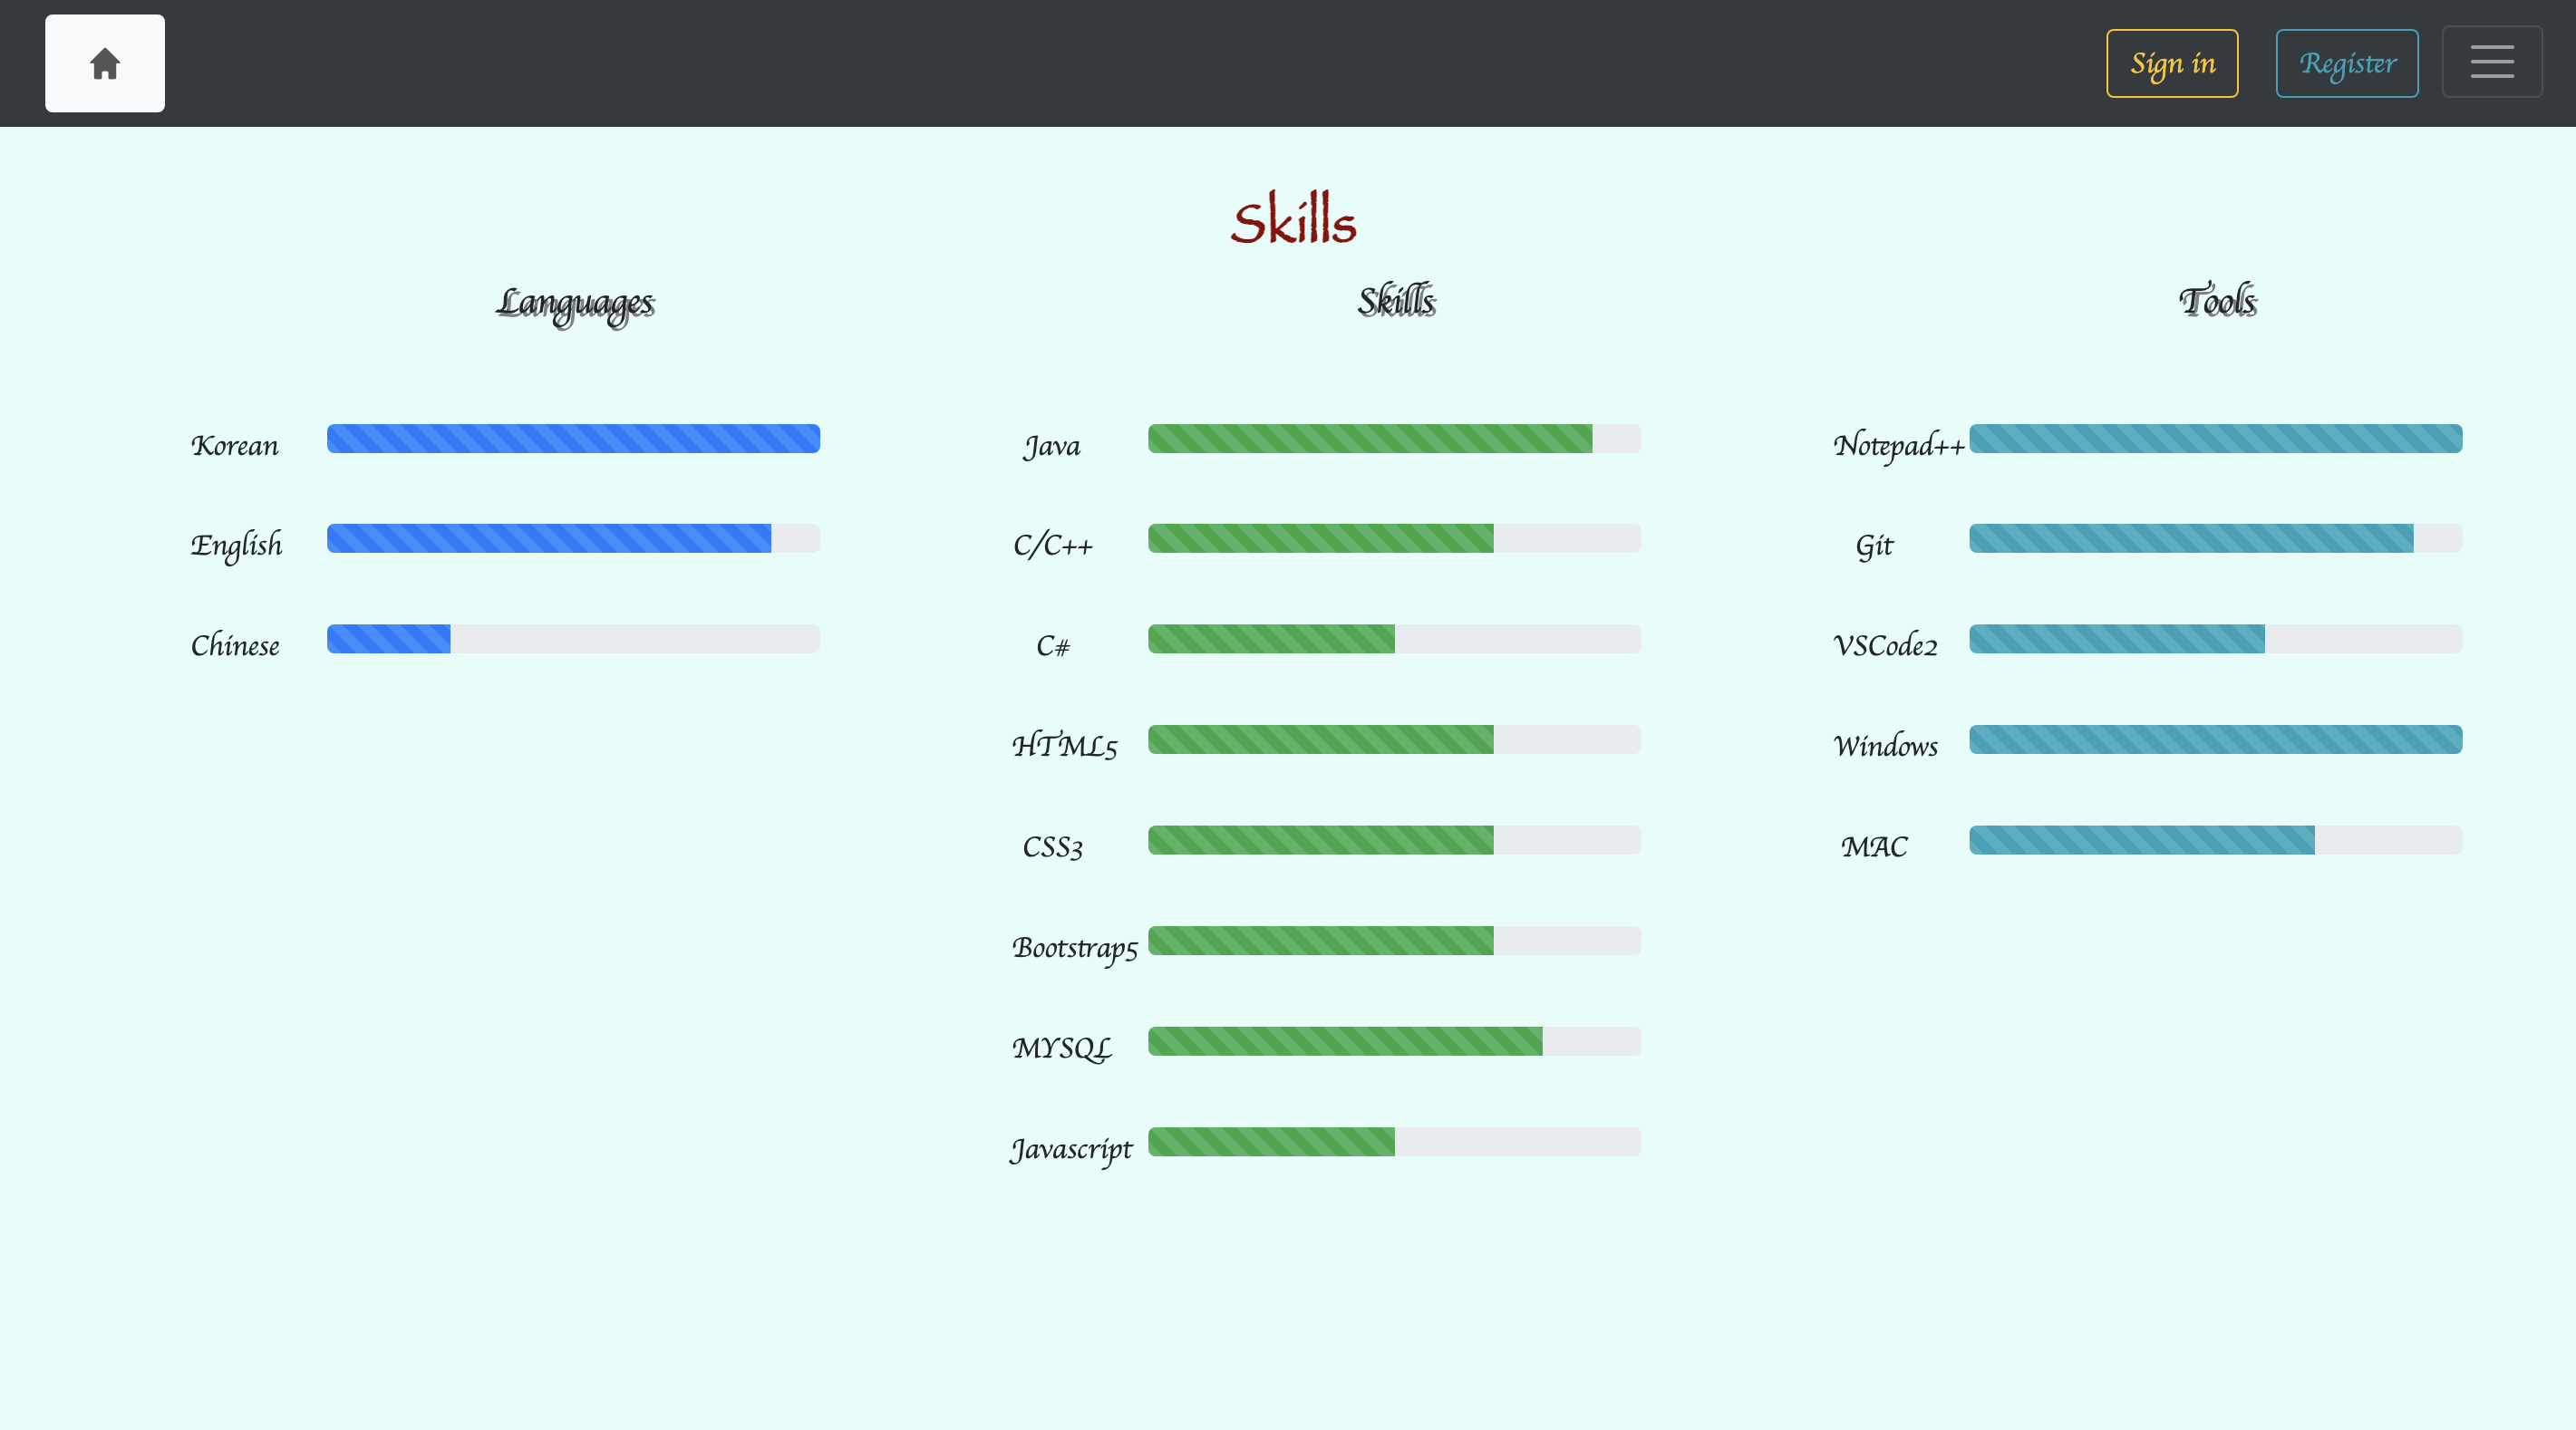 Sign in
Register
Skills
Languages
Korean
English
Chinese
Skills
Java
C/C++
C#
HTML5
CSS3
Bootstrap5
MYSQL
Javascript
Tools
Notepad++
Git
VSCode2
Windows
MAC